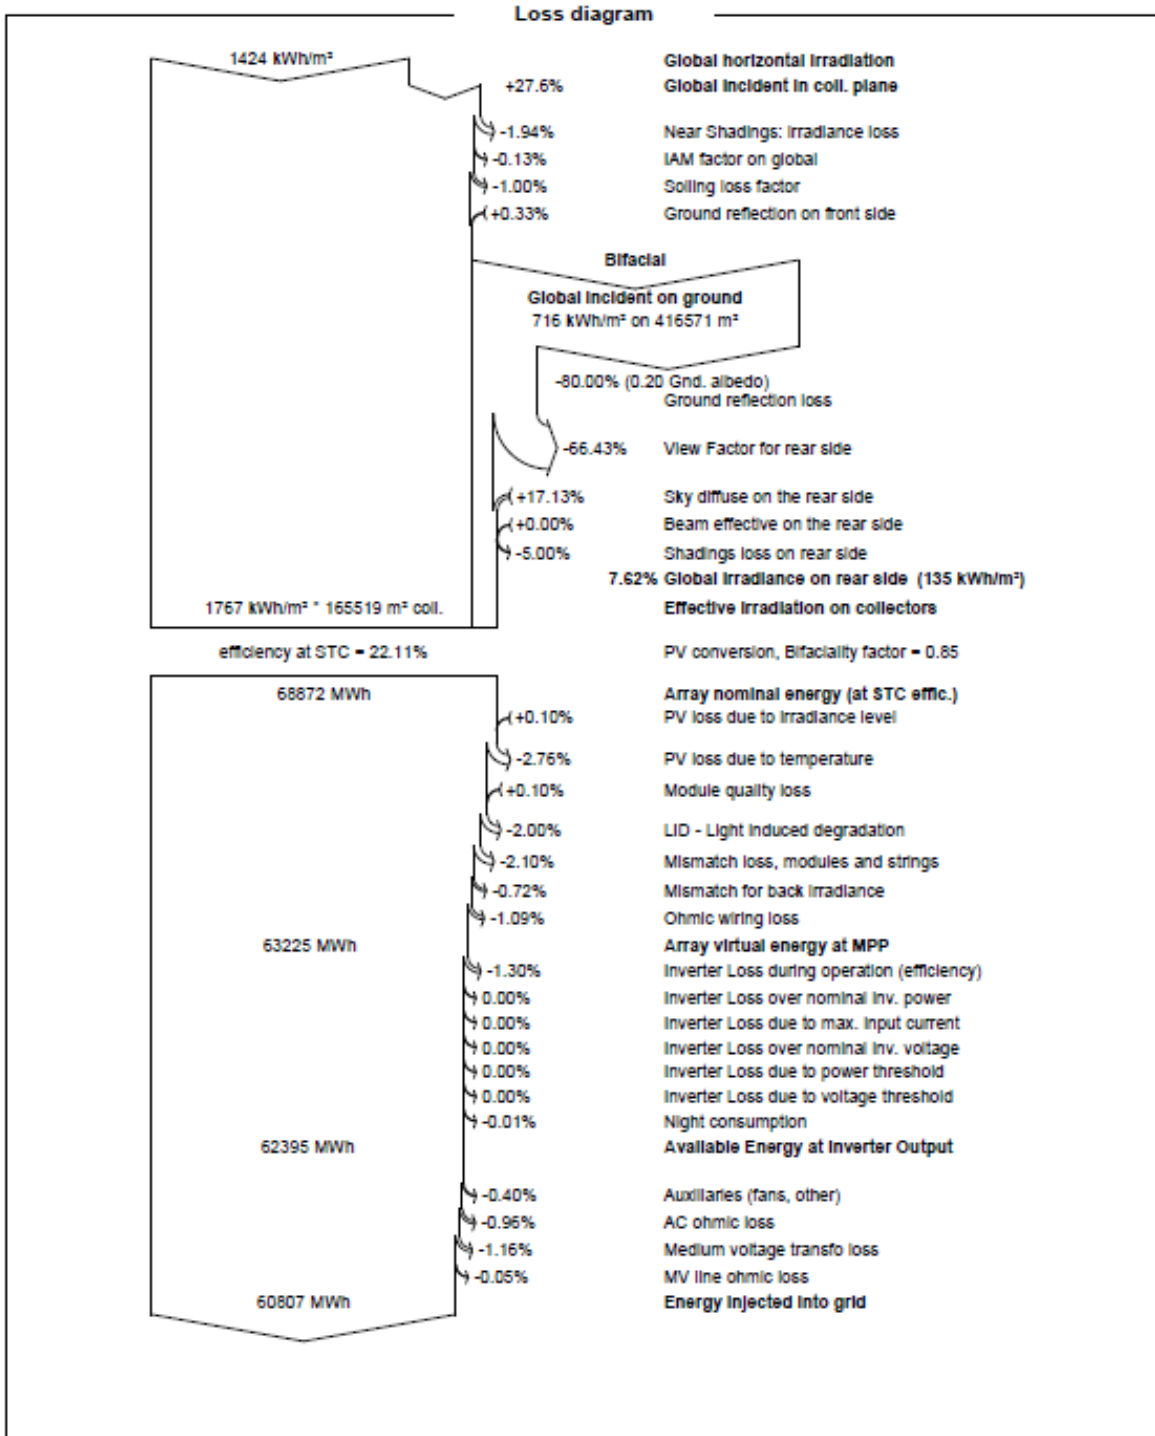 Loss diagram
1424 kWh/m² Global horizontal irradiation
+27.6% Global incident in coll. plane
-1.94% Near Shadings: irradiance loss
-0.13% IAM factor on global
-1.00% Soiling loss factor
+0.33% Ground reflection on front side
Bifacial
Global incident on ground
716 kWh/m² on 416571 m²
-80.00% (0.20 Gnd. albedo)
Ground reflection loss
-66.43% View Factor for rear side
+17.13% Sky diffuse on the rear side
+0.00% Beam effective on the rear side
-5.00% Shadings loss on rear side
7.62% Global Irradiance on rear side (135 kWh/m²)
1767 kWh/m² * 165519 m² coll. Effective irradiation on collectors
efficiency at STC = 22.11% PV conversion, Bifaciality factor = 0.85
68872 MWh Array nominal energy (at STC effic.)
+0.10% PV loss due to irradiance level
-2.76% PV loss due to temperature
+0.10% Module quality loss
-2.00% LID - Light induced degradation
-2.10% Mismatch loss, modules and strings
-0.72% Mismatch for back irradiance
-1.09% Ohmic wiring loss
63225 MWh Array virtual energy at MPP
-1.30% Inverter Loss during operation (efficiency)
0.00% Inverter Loss over nominal inv. power
0.00% Inverter Loss due to max. input current
0.00% Inverter Loss over nominal inv. voltage
0.00% Inverter Loss due to power threshold
0.00% Inverter Loss due to voltage threshold
-0.01% Night consumption
62395 MWh Available Energy at Inverter Output
-0.40% Auxiliaries (fans, other)
-0.96% AC ohmic loss
-1.16% Medium voltage transfo loss
-0.05% MV line ohmic loss
60807 MWh Energy injected into grid